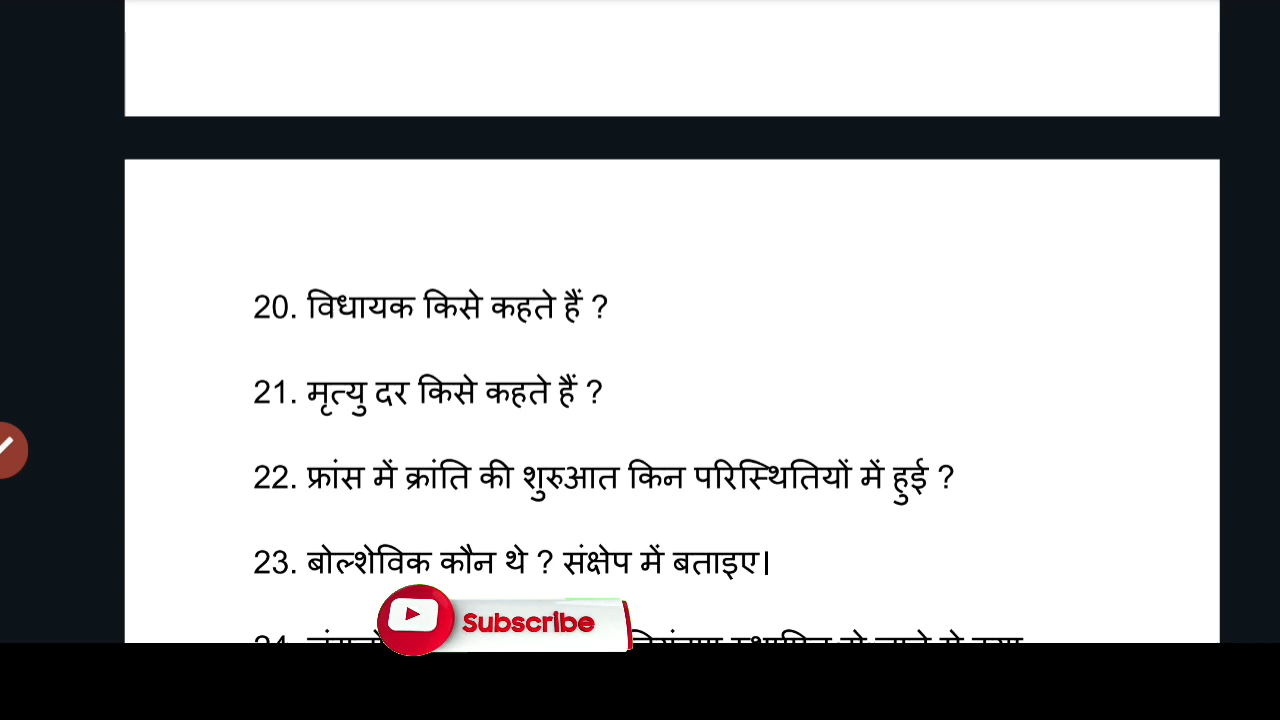 20. विधायक किसे कहते हैं ?
21. मृत्यु दर किसे कहते हैं ?
22. फ्रांस में क्रांति की शुरुआत किन परिस्थितियों में हुई ?
23. बोल्शेविक कौन थे ? संक्षेप में बताइए।
Subscribe